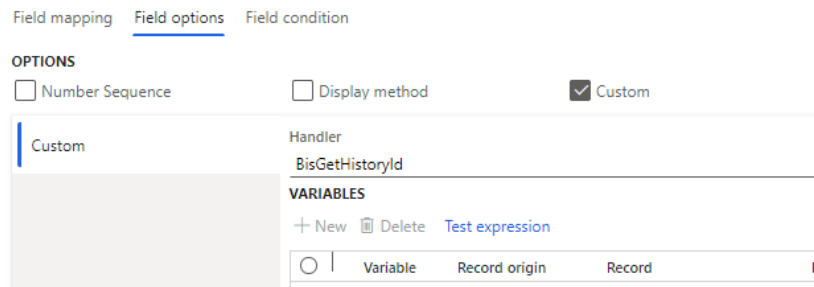 Field mapping Field options Field condition
OPTIONS
Number Sequence Display method Custom
Custom
Handler
BisGetHistoryId
VARIABLES
New Delete Test expression
Variable Record origin Record